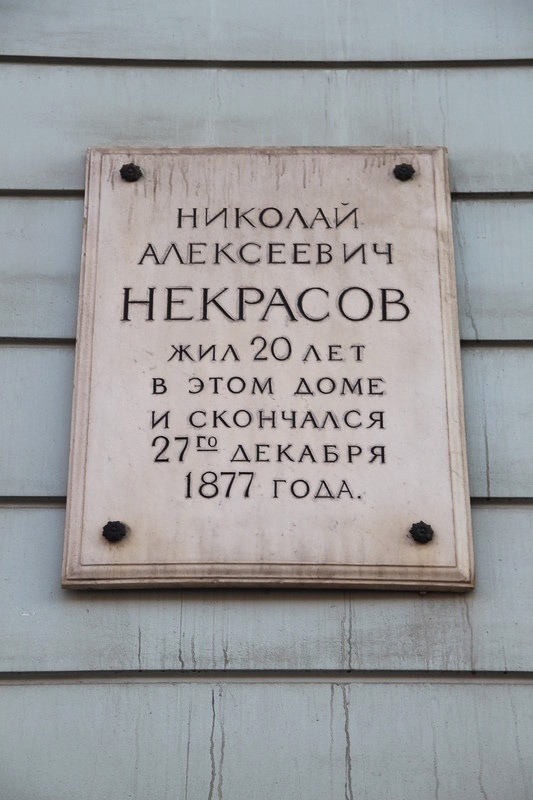 НИКОЛАЙ
АЛЕКСЕЕВИЧ
НЕКРАСОВ
ЖИЛ 20 ЛЕТ
В ЭТОМ ДОМЕ
И СКОНЧАЛСЯ
27го ДЕКАБРЯ
1877 ГОДА.